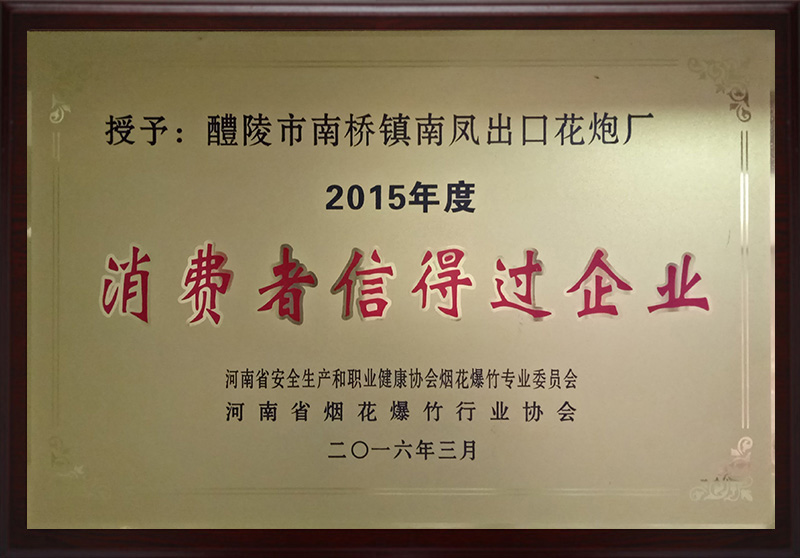 授予：醴陵市南桥镇南凤出口花炮厂
2015年度
消费者信得过企业
河南省安全生产和职业健康协会烟花爆竹专业委员会
河南省烟花爆竹行业协会
二〇一六年三月